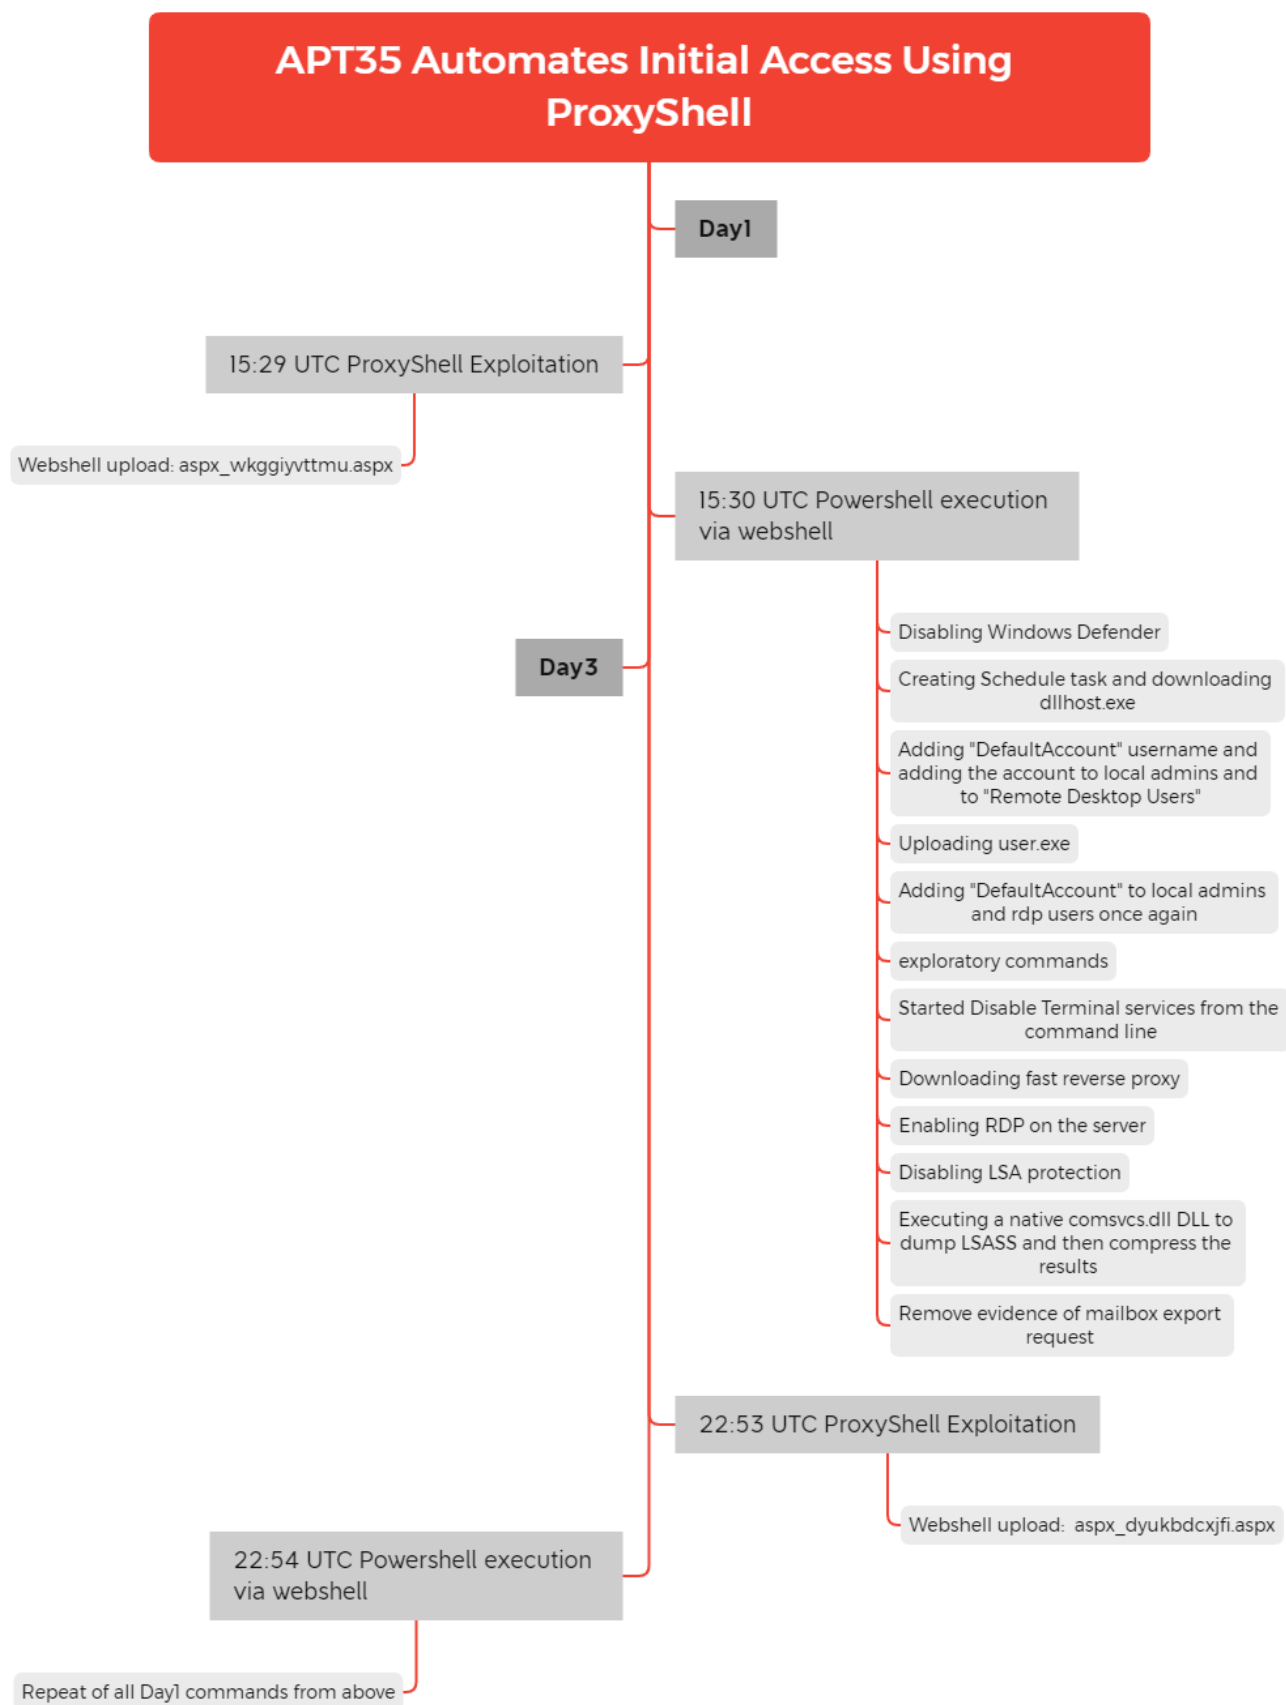 APT35 Automates Initial Access Using
ProxyShell
Day1
15:29 UTC ProxyShell Exploitation
Webshell upload: aspx_wkggiyvttmu.aspx
15:30 UTC Powershell execution
via webshell
Disabling Windows Defender
Day3
Creating Schedule task and downloading
dllhost.exe
Adding "DefaultAccount" username and
adding the account to local admins and
to "Remote Desktop Users"
Uploading user.exe
Adding "DefaultAccount" to local admins
and rdp users once again
exploratory commands
Started Disable Terminal services from the
command line
Downloading fast reverse proxy
Enabling RDP on the server
Disabling LSA protection
Executing a native comsvcs.dll DLL to
dump LSASS and then compress the
results
Remove evidence of mailbox export
request
22:53 UTC ProxyShell Exploitation
Webshell upload: aspx_dyukbdcxjfi.aspx
22:54 UTC Powershell execution
via webshell
Repeat of all Day1 commands from above